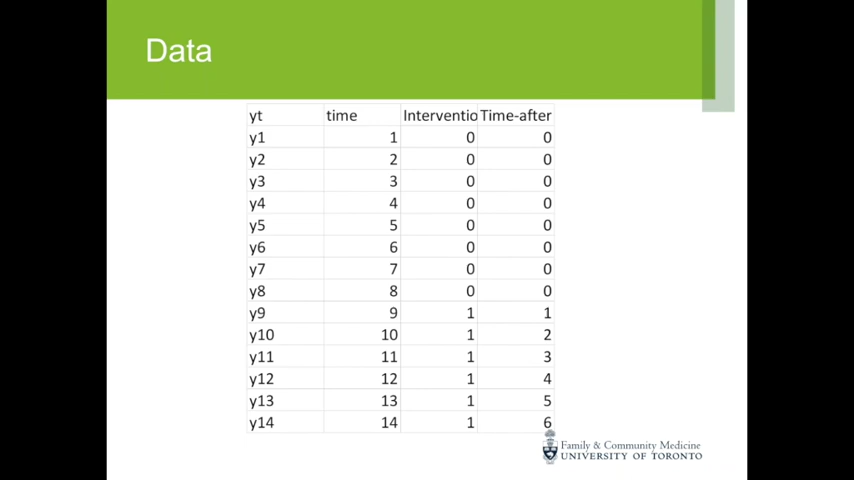 Data
yt time Interventio Time-after
y1 1 0 0
y2 2 0 0
y3 3 0 0
y4 4 0 0
y5 5 0 0
y6 6 0 0
y7 7 0 0
y8 8 0 0
y9 9 1 1
y10 10 1 2
y11 11 1 3
y12 12 1 4
y13 13 1 5
y14 14 1 6
Family & Community Medicine
UNIVERSITY OF TORONTO